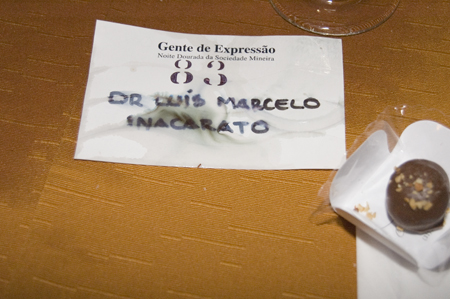 Gente de Expressão
Noite Dourada da Sociedade Mineira
83
DR LUÍS MARCELO
INACARATO